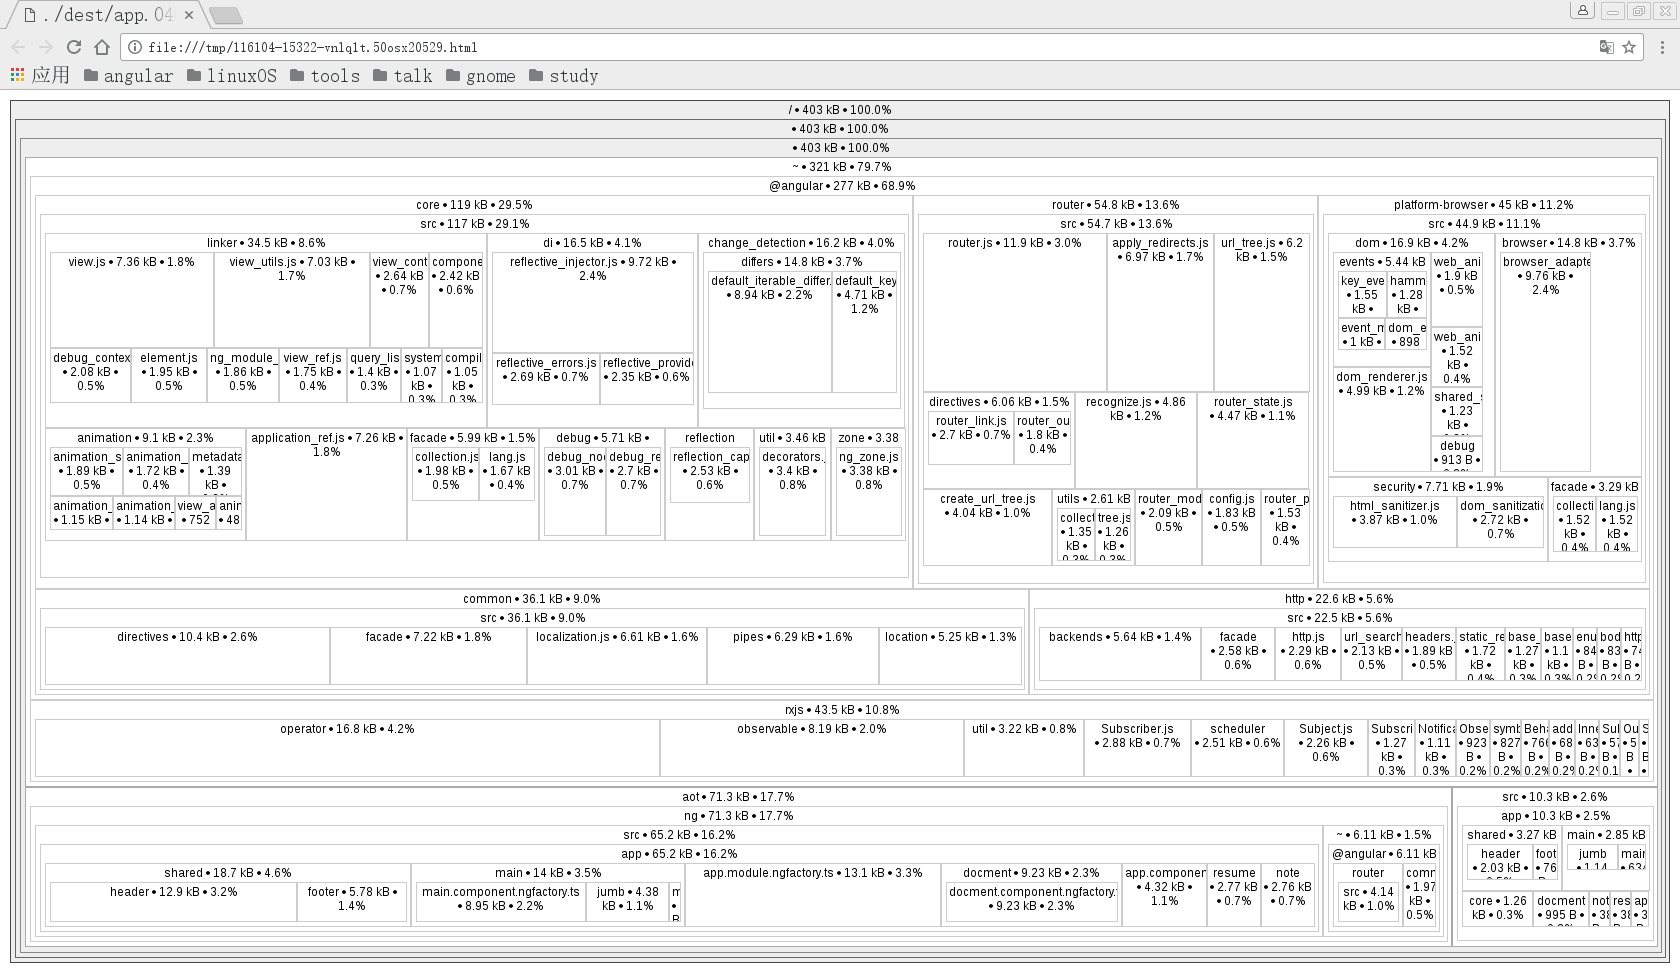 ./dest/app.04
file:///tmp/116104-15322-vnlq1t.50osx20529.html
应用
angular
linuxOS
tools
talk
gnome
study
/ • 403 kB • 100.0%
• 403 kB • 100.0%
• 403 kB • 100.0%
~ • 321 kB • 79.7%
@angular • 277 kB • 68.9%
core • 119 kB • 29.5%
src • 117 kB • 29.1%
linker • 34.5 kB • 8.6%
view.js • 7.36 kB • 1.8%
view_utils.js • 7.03 kB •
1.7%
view_cont
• 2.64 kB
• 0.7%
compone
• 2.42 kB
• 0.6%
debug_contex
• 2.08 kB •
0.5%
element.js
• 1.95 kB •
0.5%
ng_module_
• 1.86 kB •
0.5%
view_ref.js
• 1.75 kB •
0.4%
query_lis
• 1.4 kB •
0.3%
system
• 1.07
kB •
0.3%
compil
• 1.05
kB •
0.3%
di • 16.5 kB • 4.1%
reflective_injector.js • 9.72 kB •
2.4%
reflective_errors.js
• 2.69 kB • 0.7%
reflective_provide
• 2.35 kB • 0.6%
change_detection
• 16.2 kB • 4.0%
differs • 14.8 kB • 3.7%
default_iterable_differ.
• 8.94 kB • 2.2%
default_key
• 4.71 kB •
1.2%
animation • 9.1 kB • 2.3%
animation_s
• 1.89 kB •
0.5%
animation_
• 1.72 kB •
0.4%
metadata
• 1.39
kB •
animation_
• 1.15 kB •
animation_
• 1.14 kB •
view_a
• 752
anin
• 48
application_ref.js • 7.26 kB •
1.8%
facade • 5.99 kB • 1.5%
collection.js
• 1.98 kB •
0.5%
lang.js
• 1.67 kB
• 0.4%
debug • 5.71 kB •
debug_noc
• 3.01 kB •
0.7%
debug_re
• 2.7 kB •
0.7%
reflection
reflection_cap
• 2.53 kB •
0.6%
util • 3.46 kB
decorators.
• 3.4 kB •
0.8%
zone • 3.38
ng_zone.js
• 3.38 kB •
0.8%
router • 54.8 kB • 13.6%
src • 54.7 kB • 13.6%
router.js • 11.9 kB • 3.0%
apply_redirects.js
• 6.97 kB • 1.7%
url_tree.js • 6.2
kB • 1.5%
directives • 6.06 kB • 1.5%
router_link.js
• 2.7 kB • 0.7%
router_ou
• 1.8 kB •
0.4%
recognize.js • 4.86
kB • 1.2%
router_state.js
• 4.47 kB • 1.1%
create_url_tree.js
• 4.04 kB • 1.0%
utils • 2.61 kB
collect
• 1.35
kB •
0.3%
tree.js
• 1.26
kB •
0.3%
router_mod
• 2.09 kB •
0.5%
config.js
• 1.83 kB
• 0.5%
router_p
• 1.53
kB •
0.4%
platform-browser • 45 kB • 11.2%
src • 44.9 kB • 11.1%
dom • 16.9 kB • 4.2%
events • 5.44 kB
key_eve
• 1.55
kB •
hamm
• 1.28
kB •
event_m
• 1 kB •
dom_e
• 898
dom_renderer.js
• 4.99 kB • 1.2%
web_ani
• 1.9 kB
• 0.5%
web_ani
• 1.52
kB •
0.4%
shared_s
• 1.23
kB •
debug
• 913 B •
browser • 14.8 kB • 3.7%
browser_adapte
• 9.76 kB •
2.4%
security • 7.71 kB • 1.9%
html_sanitizer.js
• 3.87 kB • 1.0%
dom_sanitizatio
• 2.72 kB •
0.7%
facade • 3.29 kB
collecti
• 1.52
kB •
0.4%
lang.js
• 1.52
kB •
0.4%
common • 36.1 kB • 9.0%
src • 36.1 kB • 9.0%
directives • 10.4 kB • 2.6%
facade • 7.22 kB • 1.8%
localization.js • 6.61 kB • 1.6%
pipes • 6.29 kB • 1.6%
location • 5.25 kB • 1.3%
http • 22.6 kB • 5.6%
src • 22.5 kB • 5.6%
backends • 5.64 kB • 1.4%
facade
• 2.58 kB •
0.6%
http.js
• 2.29 kB •
0.6%
url_search
• 2.13 kB •
0.5%
headers.
• 1.89 kB
• 0.5%
static_re
• 1.72
kB •
0.4%
base_
• 1.27
kB •
0.3%
base
• 1.1
kB •
0.3%
enu
• 84
B •
0.2%
bod
• 83
B •
0.2%
http
• 74
B •
0.2
rxjs • 43.5 kB • 10.8%
operator • 16.8 kB • 4.2%
observable • 8.19 kB • 2.0%
util • 3.22 kB • 0.8%
Subscriber.js
• 2.88 kB • 0.7%
scheduler
• 2.51 kB • 0.6%
Subject.js
• 2.26 kB •
0.6%
Subscri
• 1.27
kB •
0.3%
Notifica
• 1.11
kB •
0.3%
Obse
• 923
B •
0.2%
symb
• 827
B •
0.2%
Beha
• 766
B •
0.2%
add
• 68
B •
0.2%
Inne
• 63
B •
0.2%
Sul
• 57
B •
0.1
Ou
• 5
B
•
S
•
B
•
aot • 71.3 kB • 17.7%
ng • 71.3 kB • 17.7%
src • 65.2 kB • 16.2%
app • 65.2 kB • 16.2%
shared • 18.7 kB • 4.6%
header • 12.9 kB • 3.2%
footer • 5.78 kB •
1.4%
main • 14 kB • 3.5%
main.component.ngfactory.ts
• 8.95 kB • 2.2%
jumb • 4.38
kB • 1.1%
m
•
B
app.module.ngfactory.ts • 13.1 kB • 3.3%
docment • 9.23 kB • 2.3%
docment.component.ngfactory.
• 9.23 kB • 2.3%
app.componen
• 4.32 kB •
1.1%
resume
• 2.77 kB
• 0.7%
note
• 2.76 kB
• 0.7%
~ • 6.11 kB • 1.5%
@angular • 6.11 kB
router
src • 4.14
kB • 1.0%
comn
• 1.97
kB •
0.5%
src • 10.3 kB • 2.6%
app • 10.3 kB • 2.5%
shared • 3.27 kB
header
• 2.03 kB •
0.5%
foot
• 76
main • 2.85 kB
jumb
• 1.14
mair
• 634
core • 1.26
kB • 0.3%
docment
• 995 B •
not
• 38
res
• 38
ap
• 3